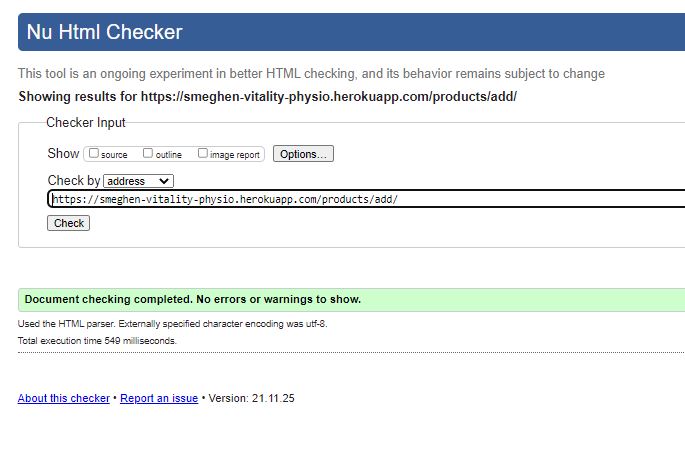 Nu Html Checker
This tool is an ongoing experiment in better HTML checking, and its behavior remains subject to change
Showing results for https://smeghen-vitality-physio.herokuapp.com/products/add/
Checker Input
Show source outline image report Options...
Check by address
https://smeghen-vitality-physio.herokuapp.com/products/add/
Check
Document checking completed. No errors or warnings to show.
Used the HTML parser. Externally specified character encoding was utf-8.
Total execution time 549 milliseconds.
About this checker • Report an issue • Version: 21.11.25